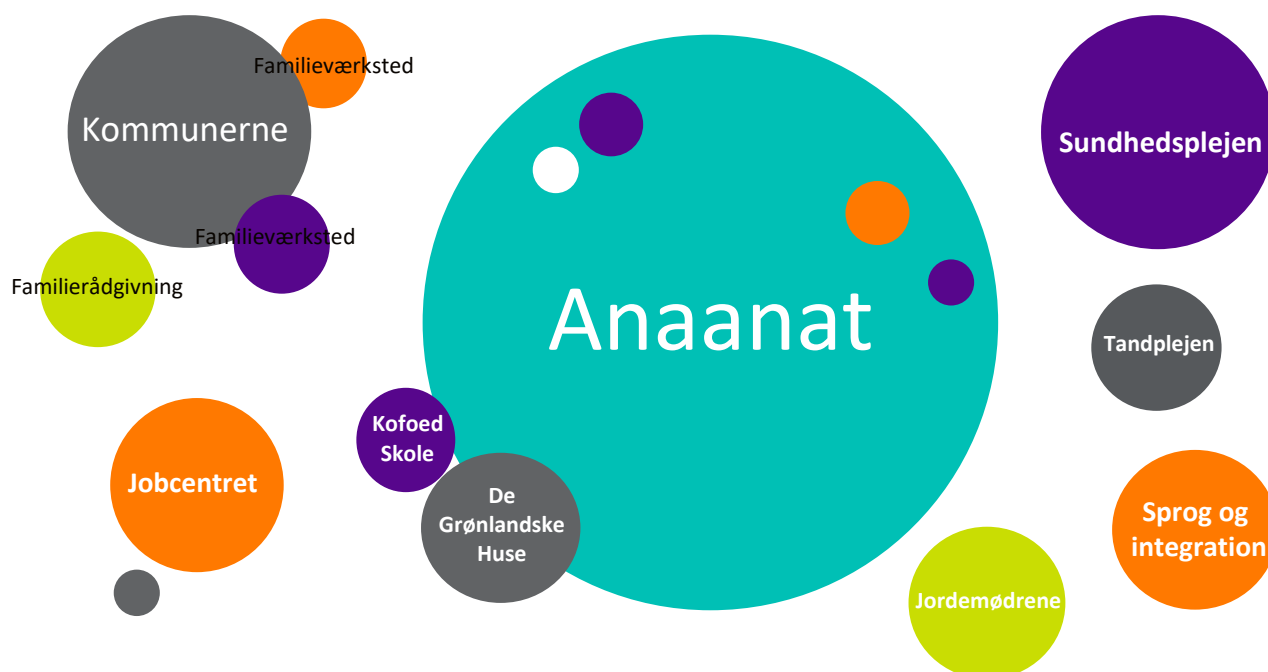 Familieværksted
Kommunerne
Familieværksted
Familierådgivning
Jobcentret
Anaanat
Kofoed
Skole
De
Grønlandske
Huse
Sundhedsplejen
Tandplejen
Sprog og
integration
Jordemødrene